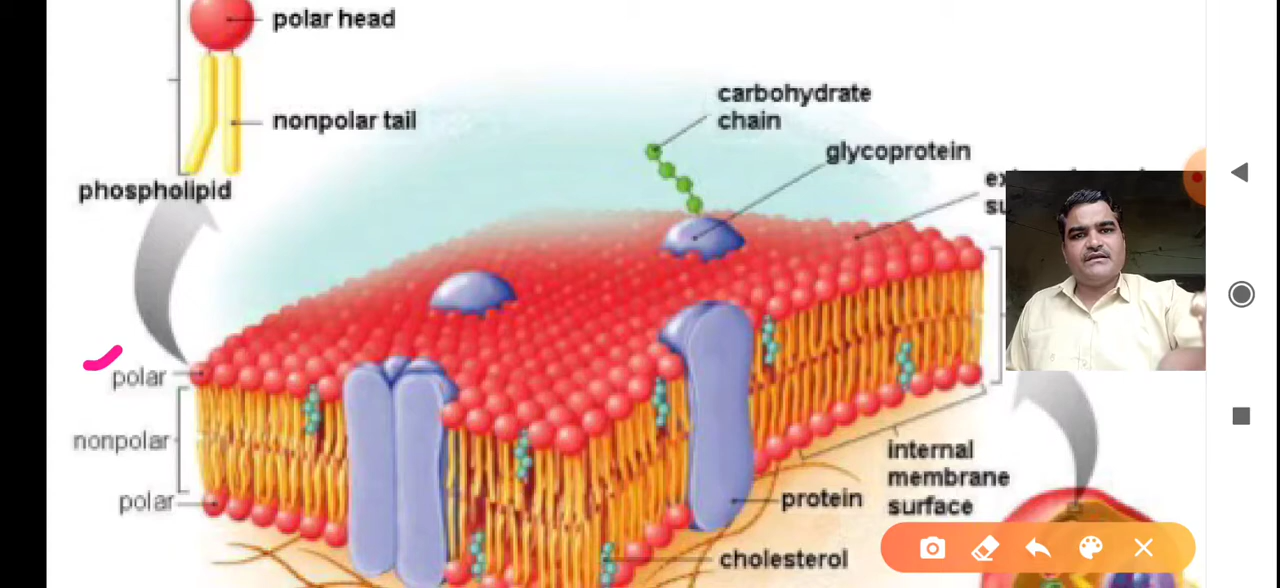 polar head
nonpolar tail
phospholipid
carbohydrate
chain
glycoprotein
polar
nonpolar
polar
internal
membrane
surface
protein
cholesterol